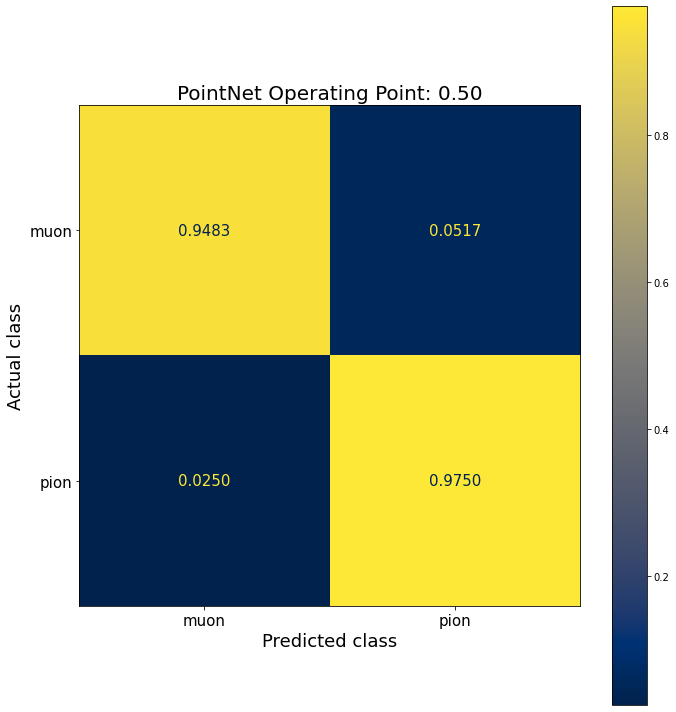 PointNet Operating Point: 0.50
Actual class
muon
0.9483
0.0517
pion
0.0250
0.9750
muon
pion
Predicted class
0.8
0.6
0.4
0.2